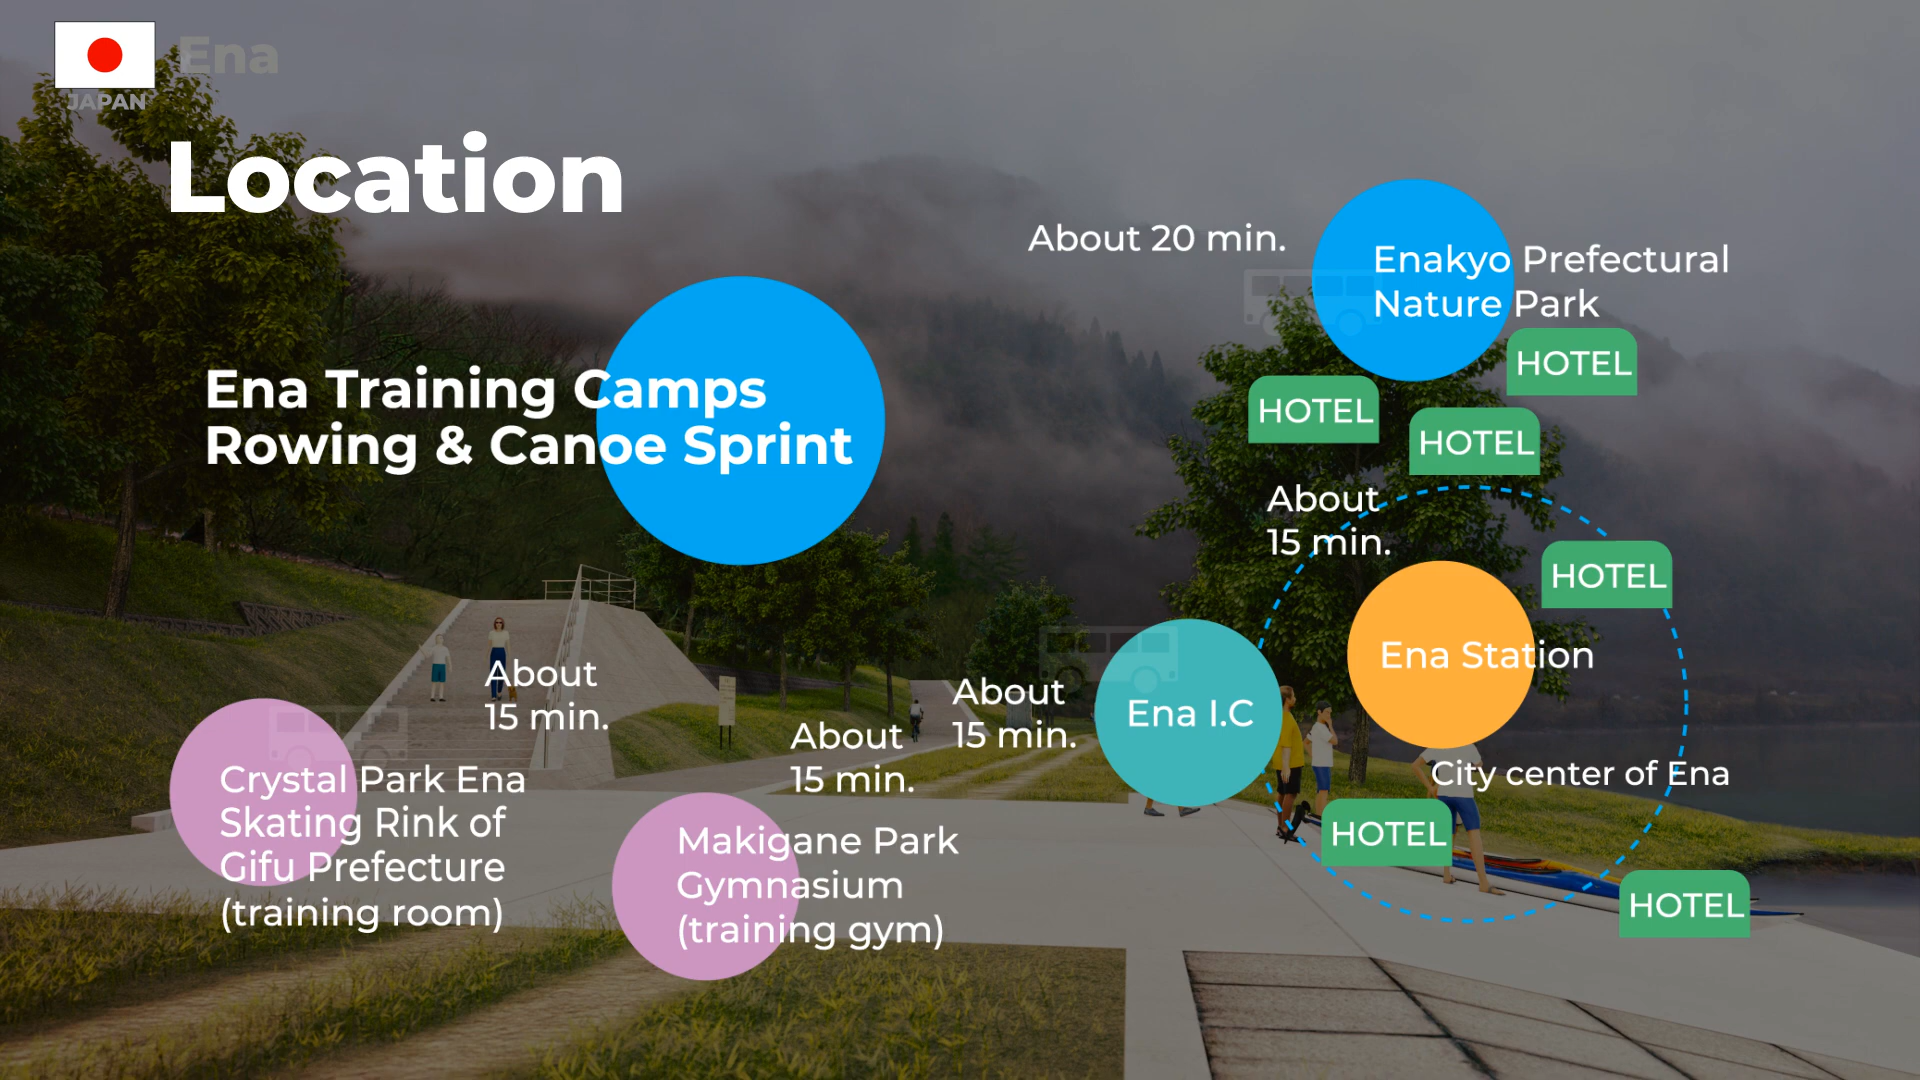 Ena
JAPAN
Location
About 20 min.
Enakyo Prefectural
Nature Park
HOTEL
HOTEL
HOTEL
Ena Training Camps
Rowing & Canoe Sprint
About
15 min.
HOTEL
Ena Station
City center of Ena
HOTEL
HOTEL
Ena I.C
About
15 min.
About
15 min.
Crystal Park Ena
Skating Rink of
Gifu Prefecture
(training room)
About
15 min.
Makigane Park
Gymnasium
(training gym)